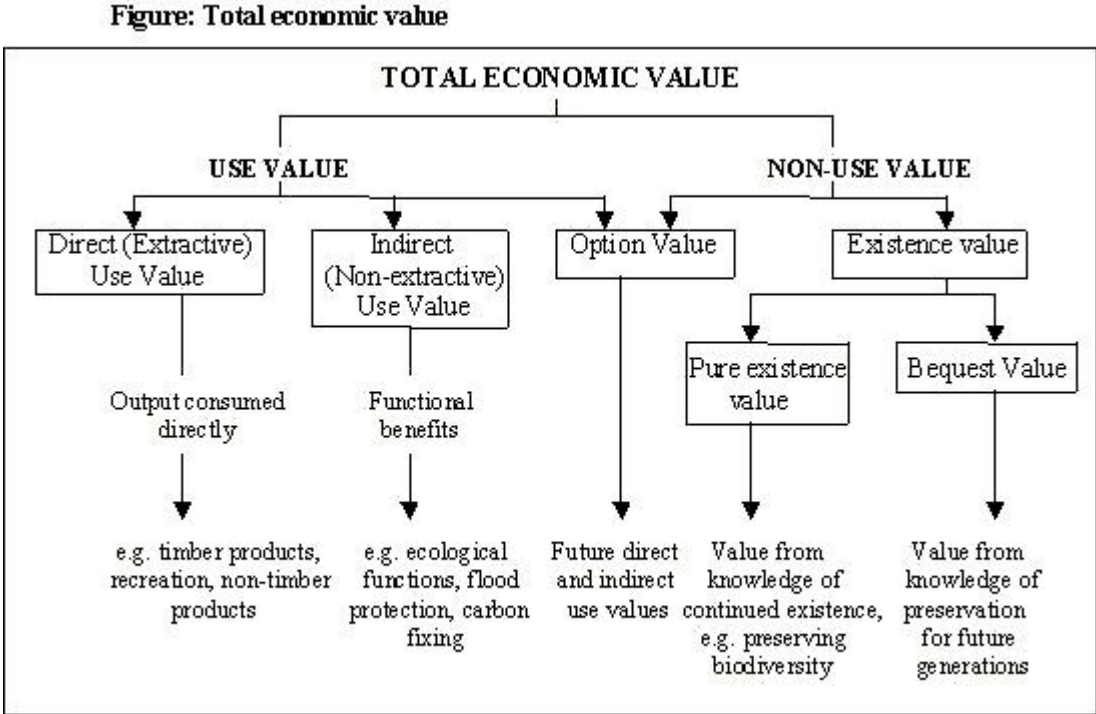 Figure: Total economic value
TOTAL ECONOMIC VALUE
USE VALUE
NON-USE VALUE
Direct (Extractive)
Use Value
Indirect
(Non-extractive)
Use Value
Option Value
Existence value
Pure existence
value
Bequest Value
Output consumed
directly
Functional
benefits
e.g. timber products,
recreation, non-timber
products
e.g. ecological
functions, flood
protection, carbon
fixing
Future direct
and indirect
use values
Value from
knowledge of
continued existence,
e.g. preserving
biodiversity
Value from
knowledge of
preservation
for future
generations